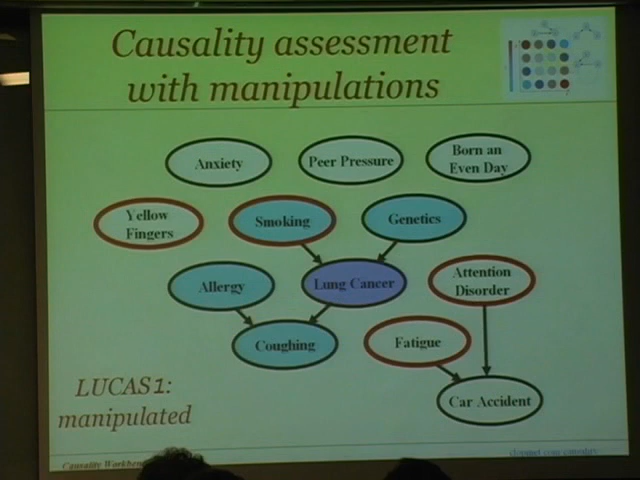 Causality assessment
with manipulations
Anxiety
Peer Pressure
Born an
Even Day
Yellow
Fingers
Smoking
Genetics
Allergy
Lung Cancer
Attention
Disorder
Coughing
Fatigue
Car Accident
LUCAS1:
manipulated
Causality